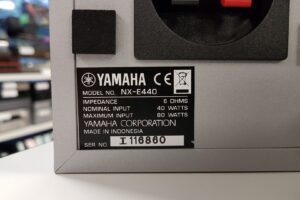 YAMAHA CE
MODEL NO. NX-E440
IMPEDANCE 6 OHMS
NOMINAL INPUT 40 WATTS
MAXIMUM INPUT 80 WATTS
YAMAHA CORPORATION
MADE IN INDONESIA
SER NO I 116860